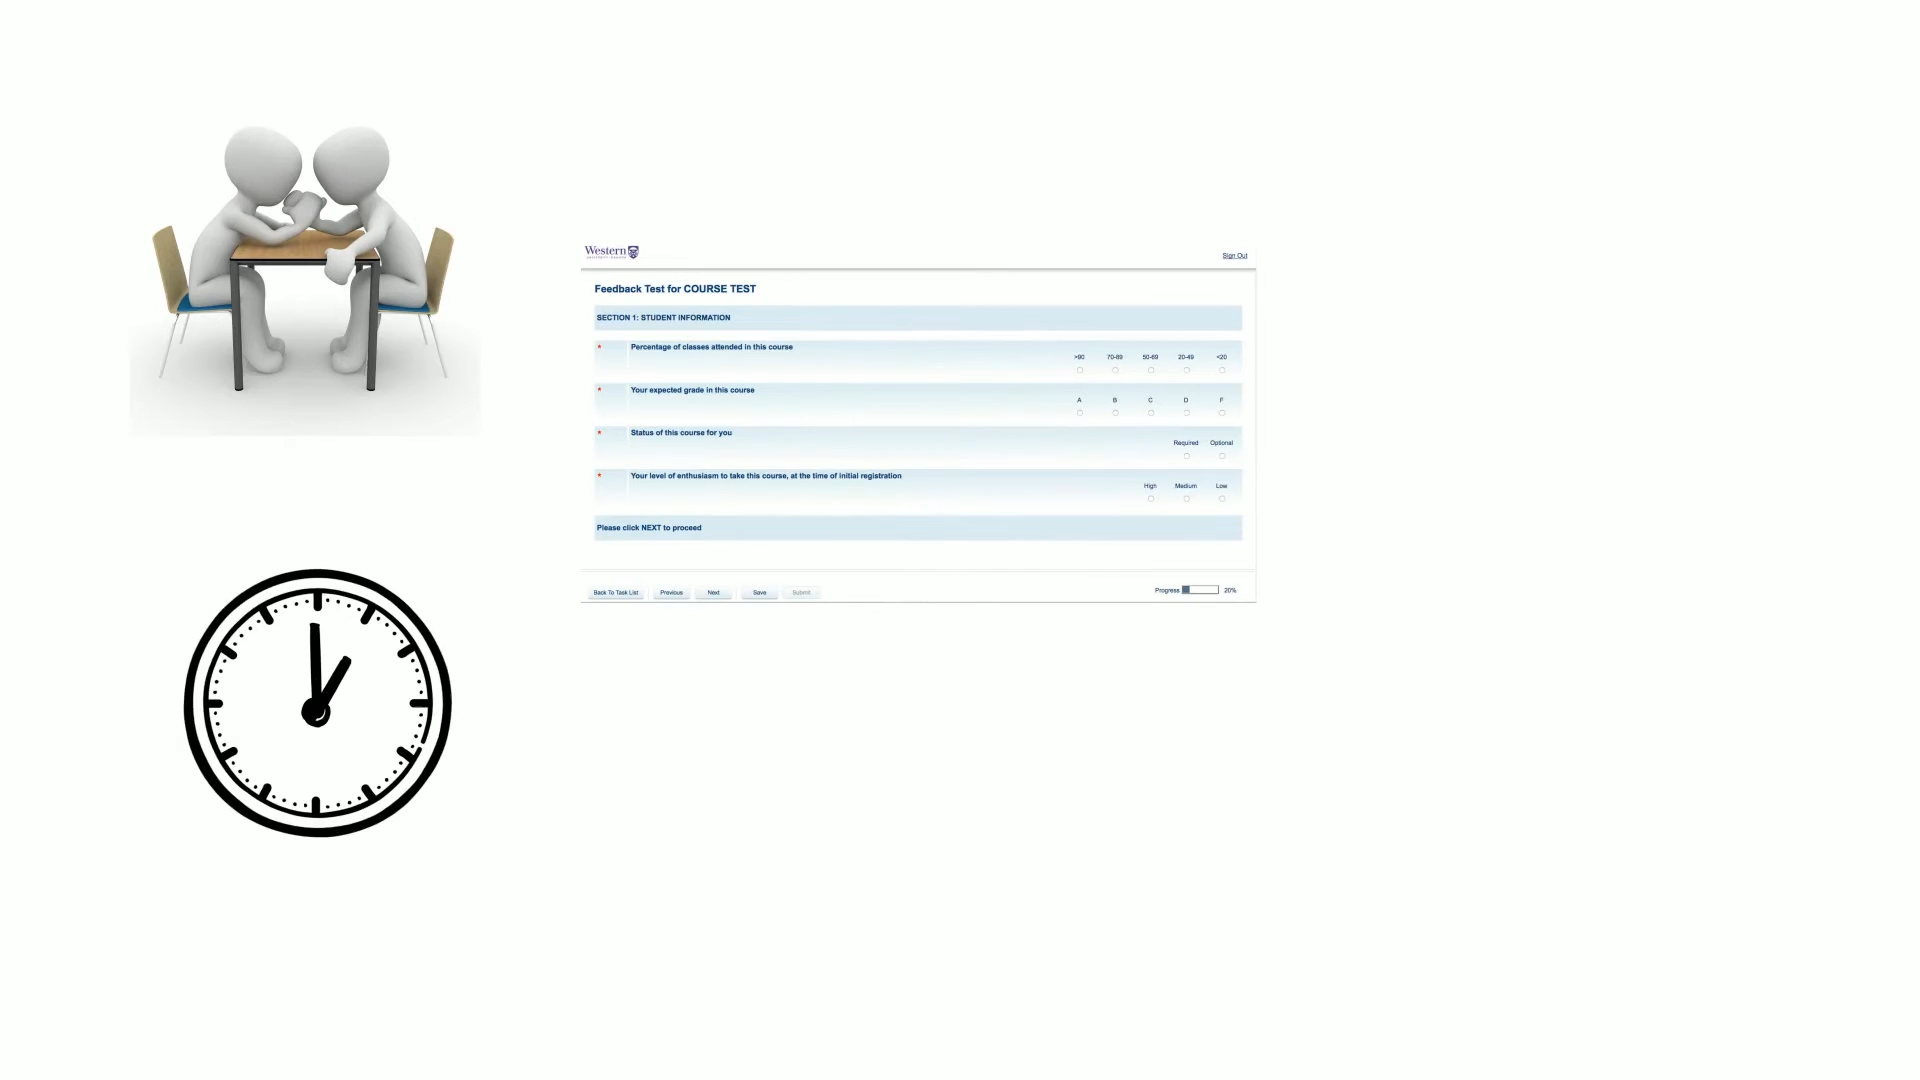 Western
Sign Out
Feedback Test for COURSE TEST
SECTION 1: STUDENT INFORMATION
* Percentage of classes attended in this course
>90 70-89 50-69 20-49 <20
* Your expected grade in this course
A B C D F
* Status of this course for you
Required Optional
* Your level of enthusiasm to take this course, at the time of initial registration
High Medium Low
Please click NEXT to proceed
Back To Task List Previous Next Save Submit Progress 20%